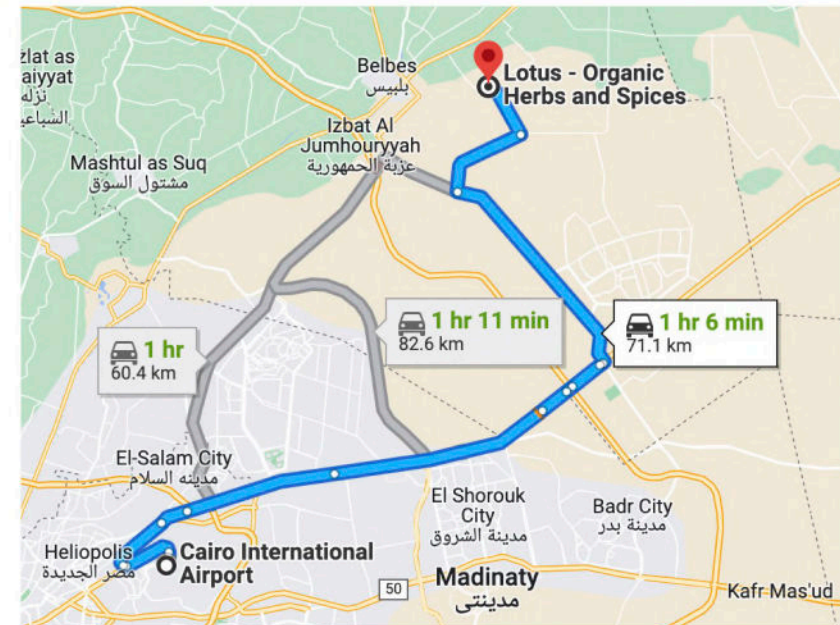 zlat as
aiyyat
نزله
السباعي
Belbes
بلبيس
Lotus - Organic
Herbs and Spices
Izbat Al
Jumhouryyah
عزبة الجمهورية
Mashtul as Suq
مشتول السوق
1 hr
60.4 km
1 hr 11 min
82.6 km
1 hr 6 min
71.1 km
El-Salam City
مدينه السلام
El Shorouk
City
مدينة الشروق
Badr City
مدينة بدر
Heliopolis
مصر الجديدة
Cairo International
Airport
50
Madinaty
مدينتى
Kafr Mas'ud